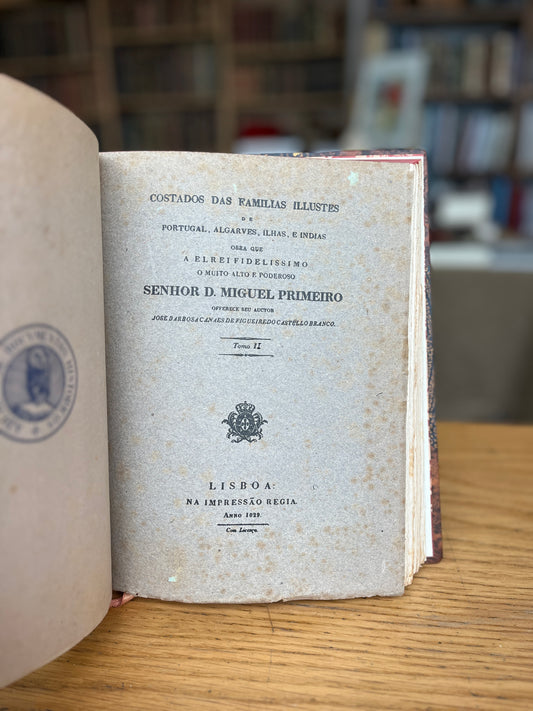 COSTADOS DAS FAMILIAS ILLUSTES
DE
PORTUGAL, ALGARVES, ILHAS, E INDIAS
OBRA QUE
A ELREI FIDELISSIMO
O MUITO ALTO E PODEROSO
SENHOR D. MIGUEL PRIMEIRO
OFFERECE SEU AUCTOR
JOSE BARBOSA CANAES DE FIGUEIREDO CASTELLO BRANCO.
Tomo II
LISBOA:
NA IMPRESSÃO REGIA.
ANNO 1829.
Com Licença.